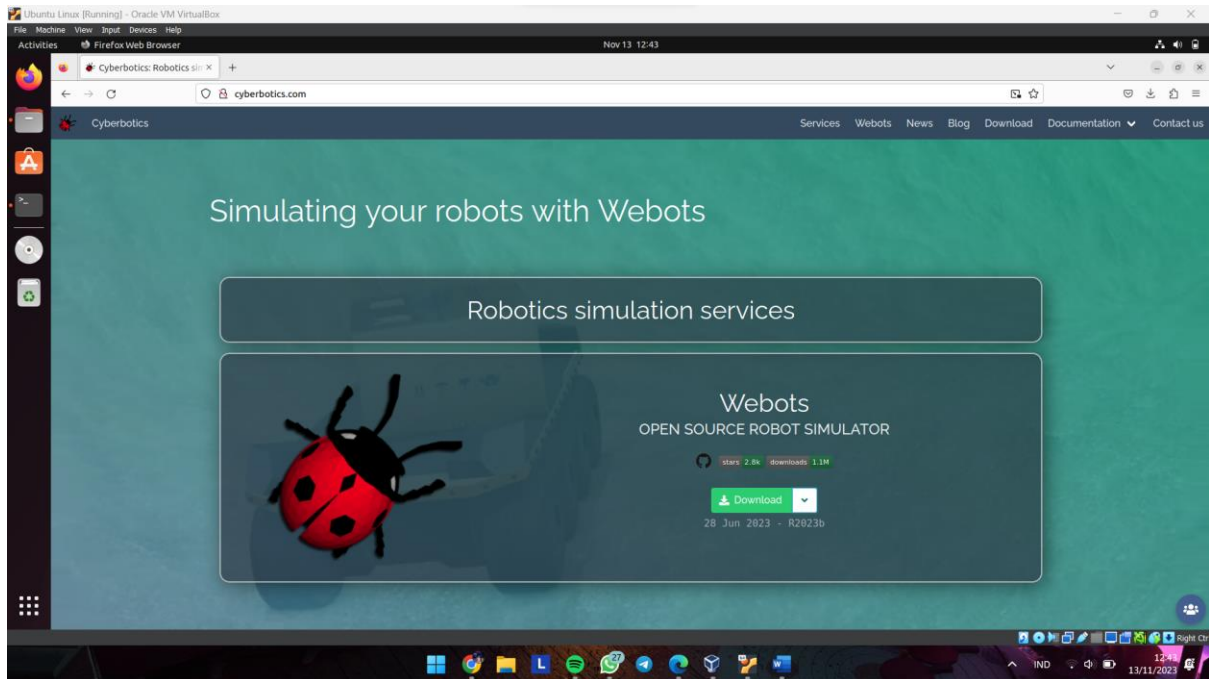 Ubuntu Linux [Running] - Oracle VM VirtualBox
File Machine View Input Devices Help
Activities Firefox Web Browser Nov 13 12:43
Cyberbotics: Robotics sim
cyberbotics.com
Cyberbotics Services Webots News Blog Download Documentation Contact us
Simulating your robots with Webots
Robotics simulation services
Webots
OPEN SOURCE ROBOT SIMULATOR
stars 2.8k downloads 1.1M
Download
28 Jun 2023 - R2023b
Right Ctr
27
L
IND
12:43
13/11/2023